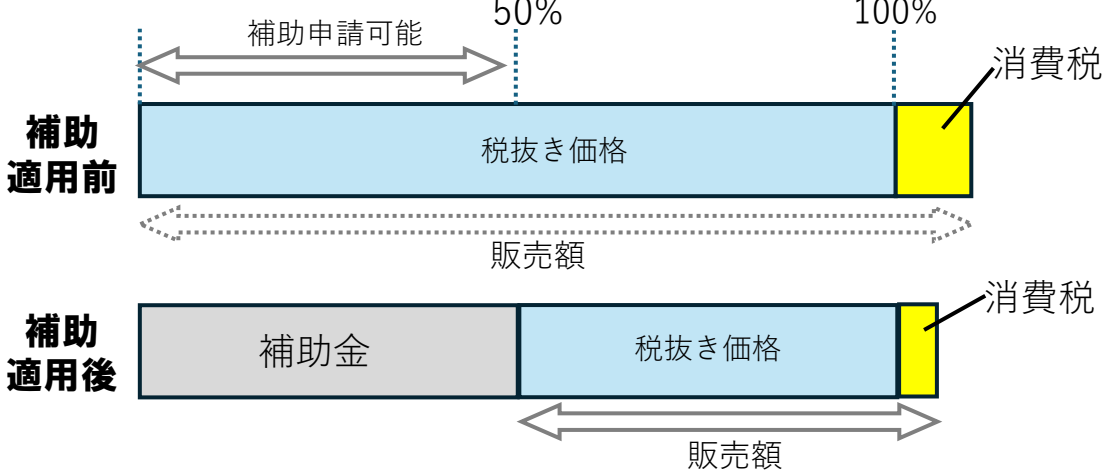 50%
100%
補助申請可能
消費税
補助
適用前
税抜き価格
販売額
消費税
補助
適用後
補助金
税抜き価格
販売額